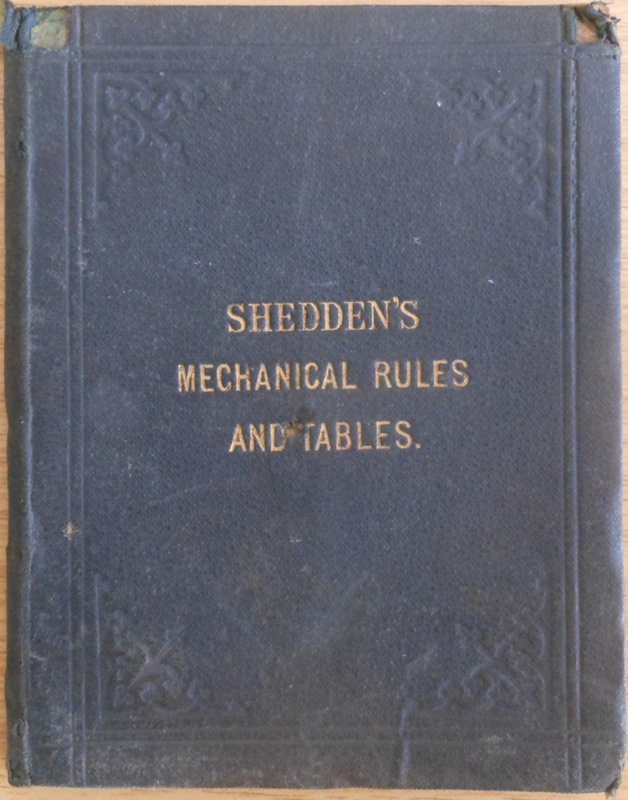 SHEDDEN'S
MECHANICAL RULES
AND TABLES.